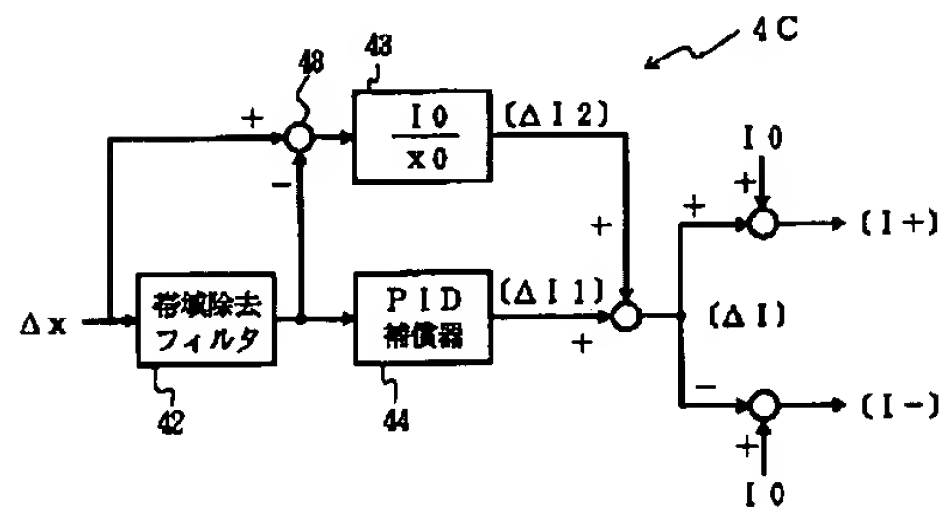 4C
48
43
I0
x0
(ΔI2)
I0
+
-
+
+
+
(I+)
Δx
帯域除去
フィルタ
PID
補償器
(ΔI1)
+
(ΔI)
42
44
-
(I-)
+
I0